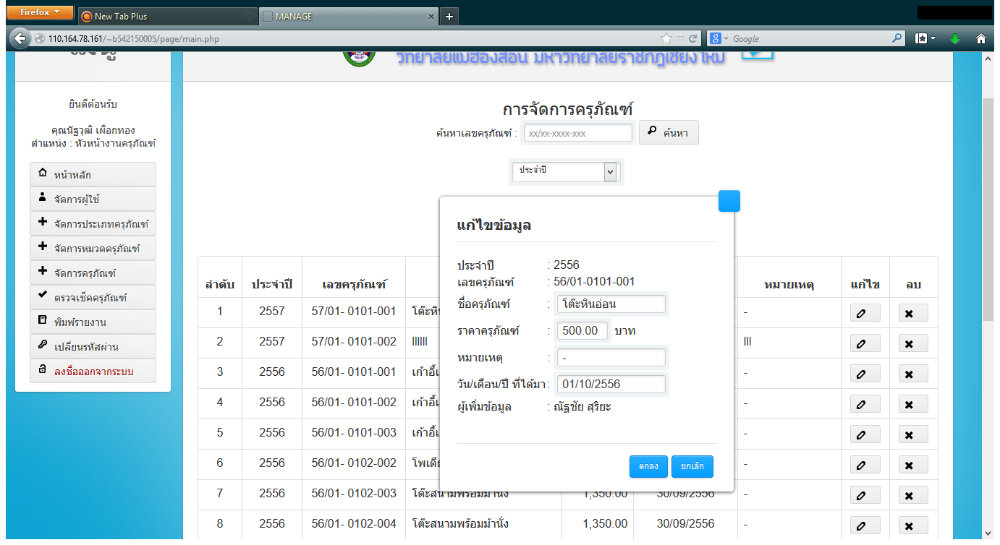 Firefox
New Tab Plus
MANAGE
110.164.78.161/~b542150005/page/main.php
Google
วิทยาลัยแม่ฮ่องสอน มหาวิทยาลัยราชภัฏเชียงใหม่
ยินดีต้อนรับ
คุณนัฐวุฒิ เผือกทอง
ตำแหน่ง : หัวหน้างานครุภัณฑ์
หน้าหลัก
จัดการผู้ใช้
จัดการประเภทครุภัณฑ์
จัดการหมวดครุภัณฑ์
จัดการครุภัณฑ์
ตรวจเช็คครุภัณฑ์
พิมพ์รายงาน
เปลี่ยนรหัสผ่าน
ลงชื่อออกจากระบบ
การจัดการครุภัณฑ์
ค้นหาเลขครุภัณฑ์ : xx/xx-xxxx-xxx ค้นหา
ประจำปี
แก้ไขข้อมูล
ประจำปี : 2556
เลขครุภัณฑ์ : 56/01-0101-001
ชื่อครุภัณฑ์ : โต๊ะหินอ่อน
ราคาครุภัณฑ์ : 500.00 บาท
หมายเหตุ : -
วัน/เดือน/ปี ที่ได้มา : 01/10/2556
ผู้เพิ่มข้อมูล : ณัฐชัย สุริยะ
ตกลง ยกเลิก
ลำดับ ประจำปี เลขครุภัณฑ์ หมายเหตุ แก้ไข ลบ
1 2557 57/01- 0101-001 โต๊ะหิ -
2 2557 57/01- 0101-002 llllll lll
3 2556 56/01- 0101-001 เก้าอี้ -
4 2556 56/01- 0101-002 เก้าอี้ -
5 2556 56/01- 0101-003 เก้าอี้ -
6 2556 56/01- 0102-002 โพเดีย -
7 2556 56/01- 0102-003 โต๊ะสนามพร้อมม้านั่ง 1,350.00 30/09/2556 -
8 2556 56/01- 0102-004 โต๊ะสนามพร้อมม้านั่ง 1,350.00 30/09/2556 -